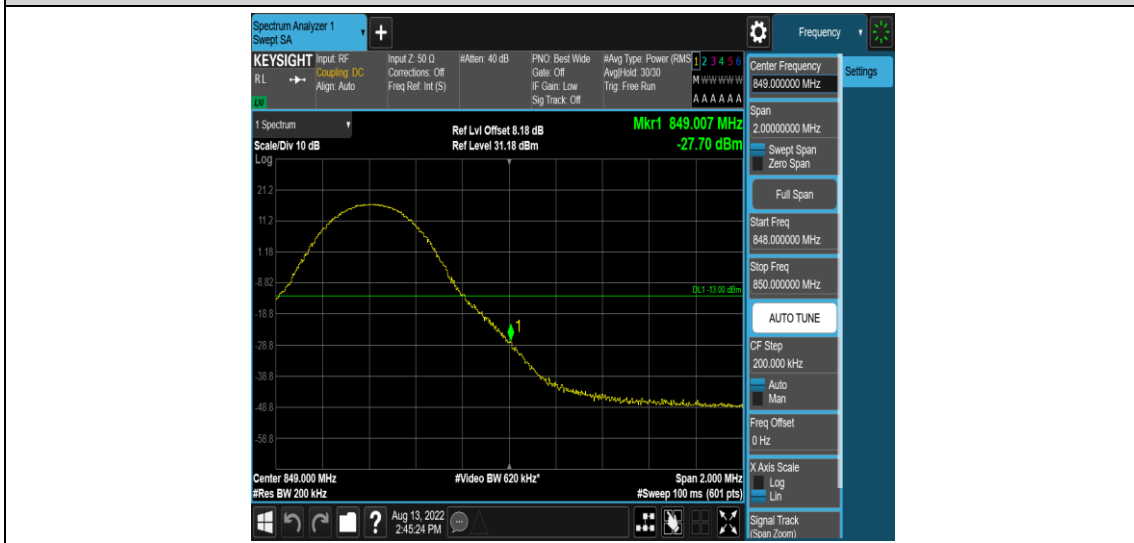 Spectrum Analyzer 1
Swept SA
+
Frequency
KEYSIGHT
RL
LXI
Input: RF
Coupling: DC
Align: Auto
Input Z: 50 Ω
Corrections: Off
Freq Ref: Int (S)
#Atten: 40 dB
PNO: Best Wide
Gate: Off
IF Gain: Low
Sig Track: Off
#Avg Type: Power (RMS
Avg|Hold: 30/30
Trig: Free Run
1 2 3 4 5 6
M W W W W W
A A A A A A
1 Spectrum
Scale/Div 10 dB
Log
Ref Lvl Offset 8.18 dB
Ref Level 31.18 dBm
Mkr1 849.007 MHz
-27.70 dBm
21.2
11.2
1.18
-8.82
-18.8
-28.8
-38.8
-48.8
-58.8
DL1 -13.00 dBm
1
Center 849.000 MHz
#Res BW 200 kHz
#Video BW 620 kHz*
Span 2.000 MHz
#Sweep 100 ms (601 pts)
?
Aug 13, 2022
2:45:24 PM
Center Frequency
849.000000 MHz
Settings
Span
2.00000000 MHz
Swept Span
Zero Span
Full Span
Start Freq
848.000000 MHz
Stop Freq
850.000000 MHz
AUTO TUNE
CF Step
200.000 kHz
Auto
Man
Freq Offset
0 Hz
X Axis Scale
Log
Lin
Signal Track
(Span Zoom)